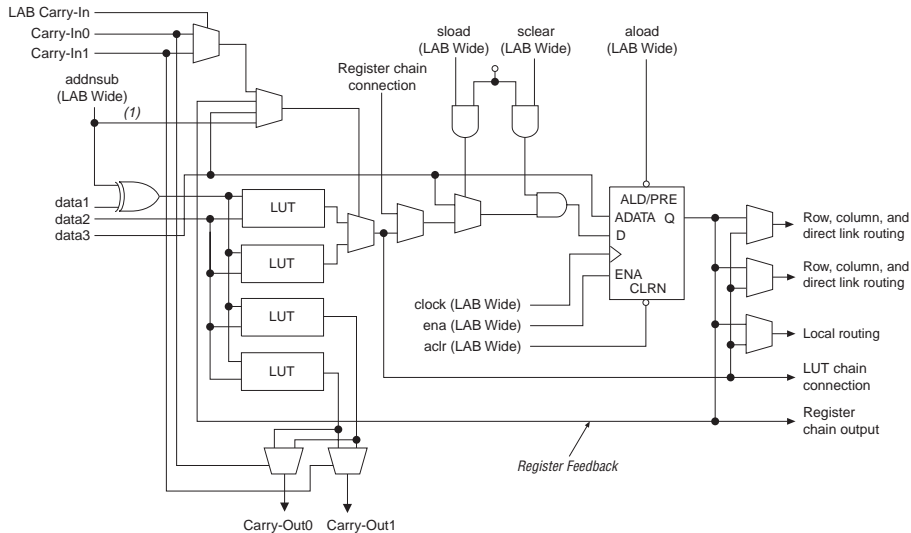 LAB Carry-In
Carry-In0
Carry-In1
addnsub
(LAB Wide)
(1)
Register chain
connection
sload
(LAB Wide)
sclear
(LAB Wide)
aload
(LAB Wide)
data1
data2
data3
LUT
LUT
LUT
LUT
ALD/PRE
ADATA
Q
D
ENA
CLRN
clock (LAB Wide)
ena (LAB Wide)
aclr (LAB Wide)
Row, column, and
direct link routing
Row, column, and
direct link routing
Local routing
LUT chain
connection
Register
chain output
Register Feedback
Carry-Out0
Carry-Out1